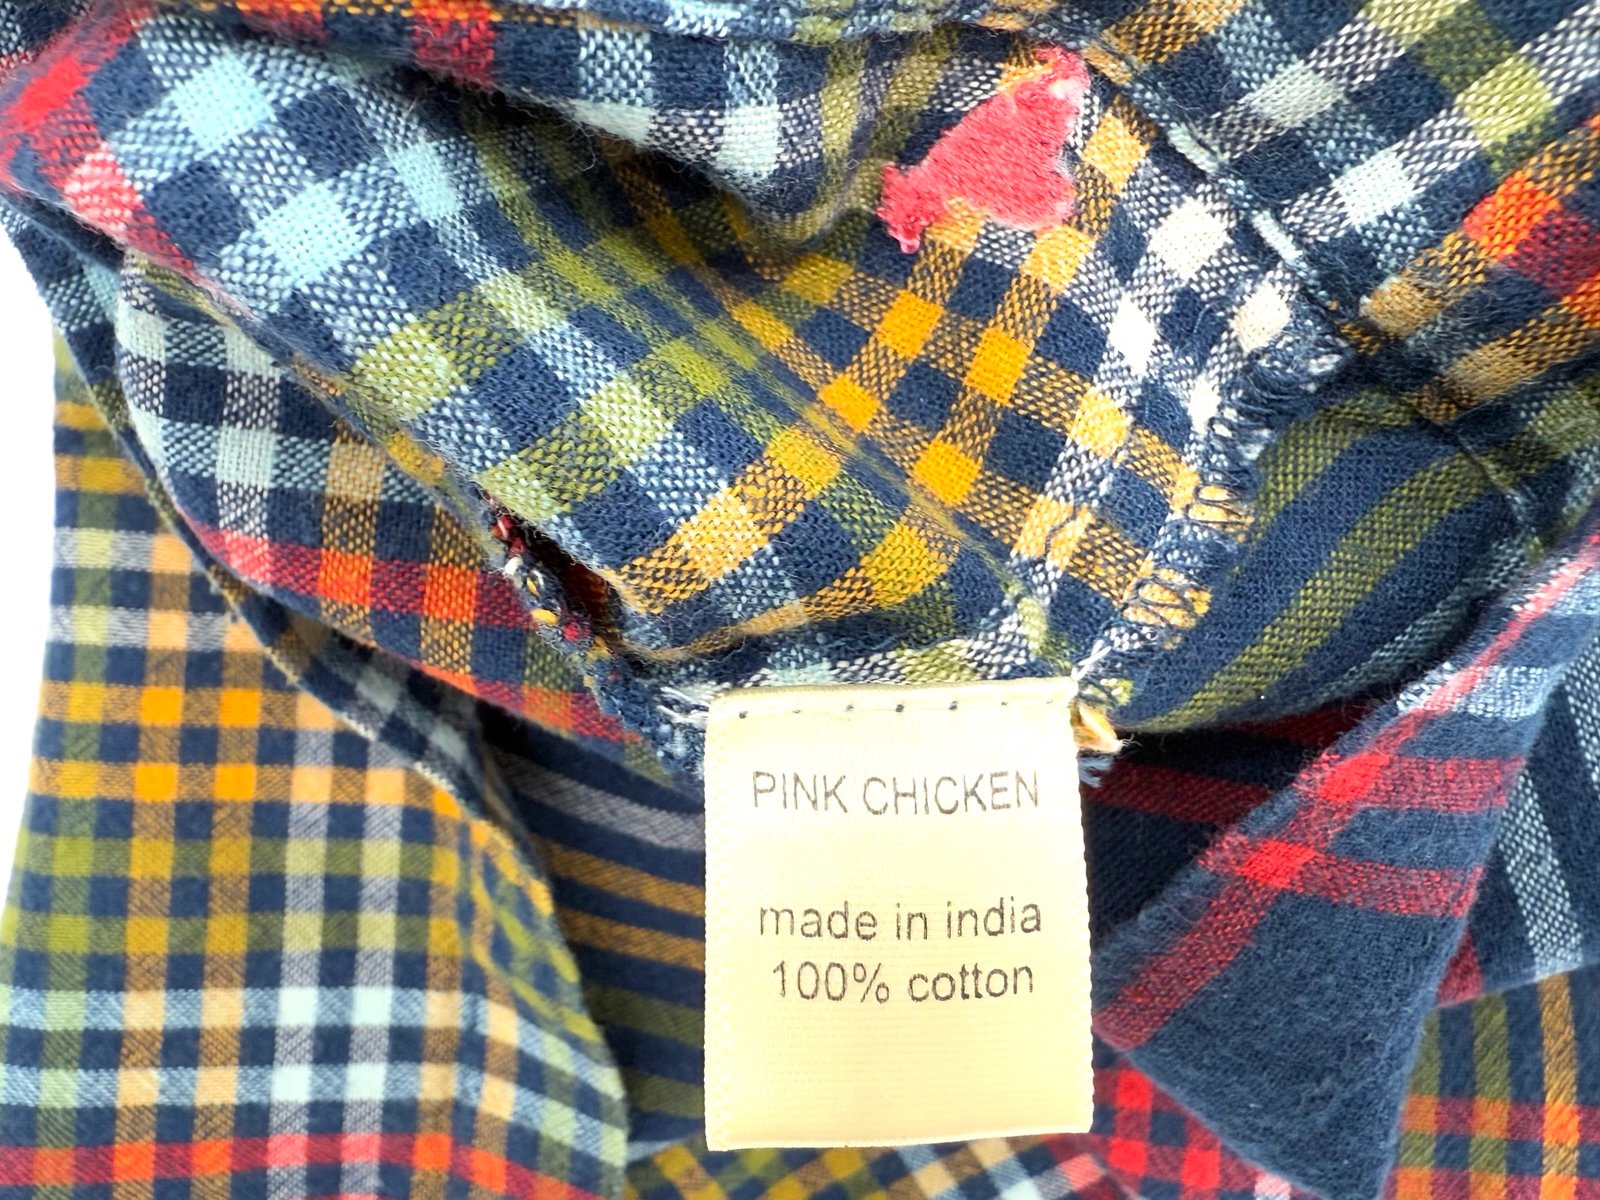 PINK CHICKEN
made in india
100% cotton